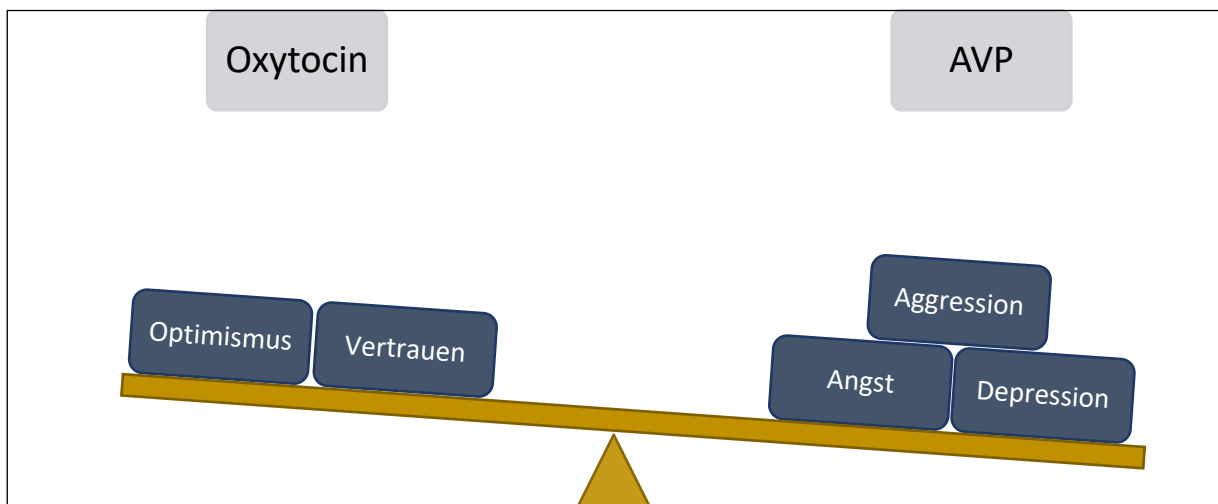 Oxytocin
AVP
Aggression
Optimismus
Vertrauen
Angst
Depression